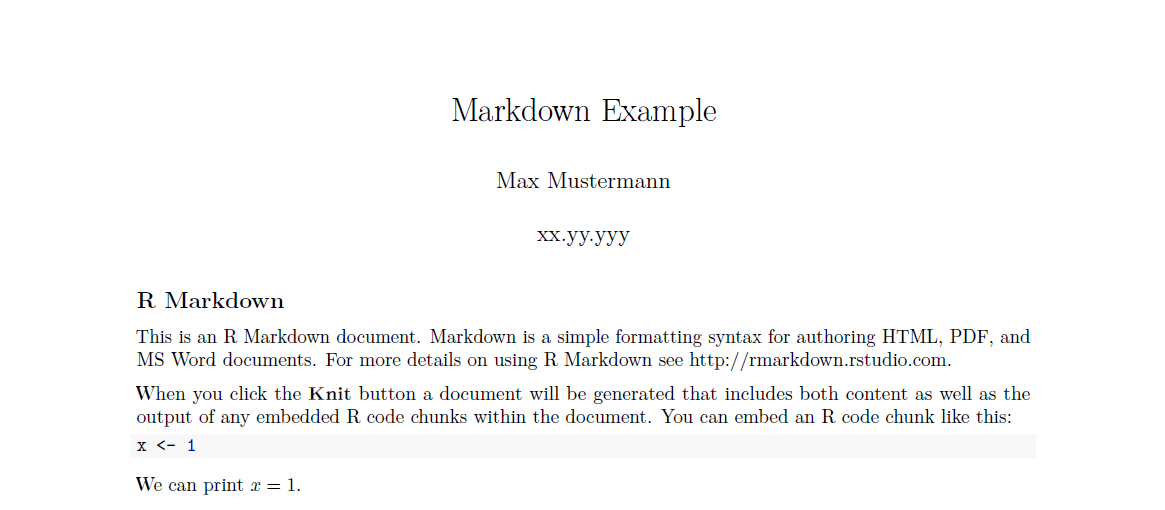 Markdown Example
Max Mustermann
xx.yy.yyy
R Markdown
This is an R Markdown document. Markdown is a simple formatting syntax for authoring HTML, PDF, and
MS Word documents. For more details on using R Markdown see http://rmarkdown.rstudio.com.
When you click the Knit button a document will be generated that includes both content as well as the
output of any embedded R code chunks within the document. You can embed an R code chunk like this:
x <- 1
We can print x = 1.